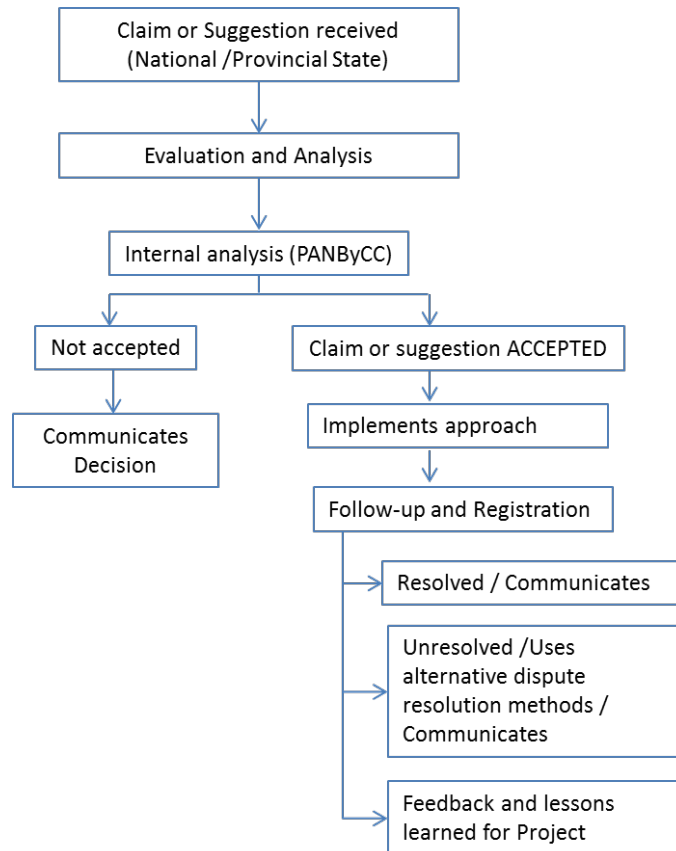 Claim or Suggestion received
(National /Provincial State)
Evaluation and Analysis
Internal analysis (PANByCC)
Not accepted
Claim or suggestion ACCEPTED
Communicates
Decision
Implements approach
Follow-up and Registration
Resolved / Communicates
Unresolved /Uses
alternative dispute
resolution methods /
Communicates
Feedback and lessons
learned for Project